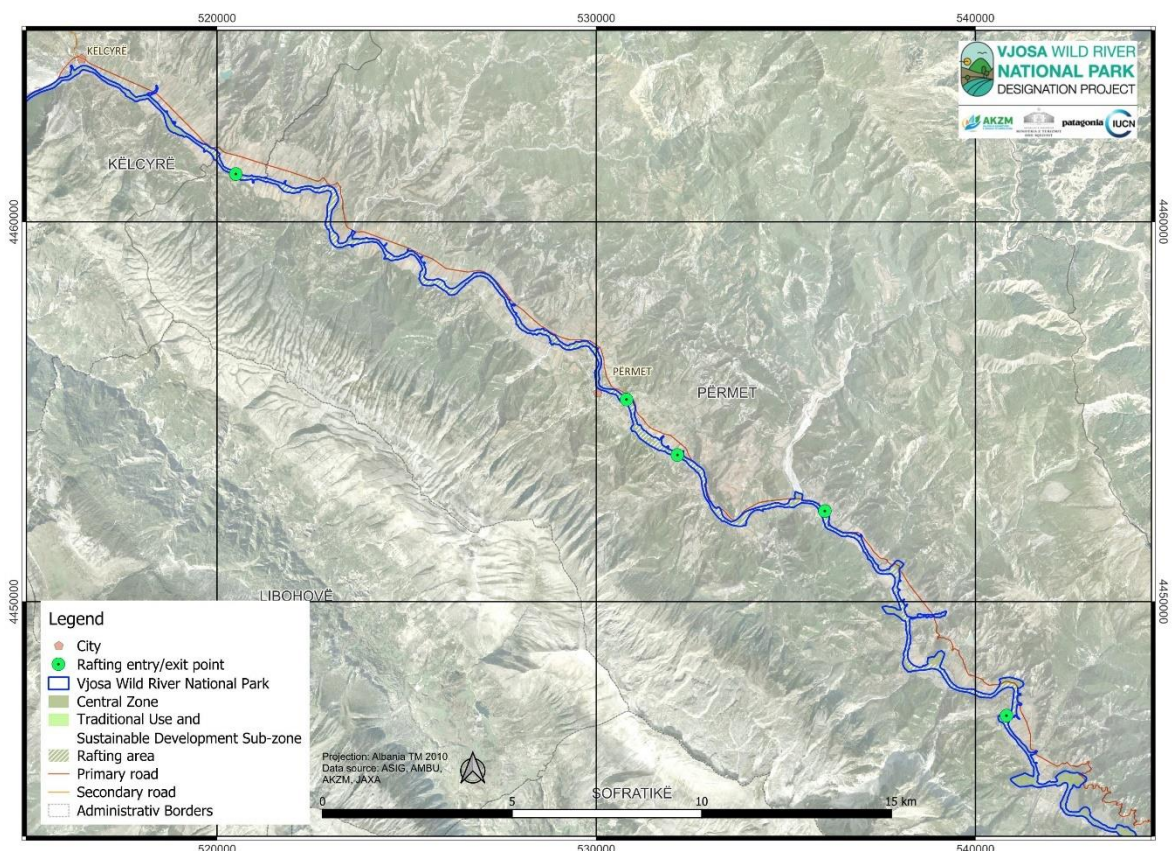 520000
530000
540000
KËLCYRË
VJOSA WILD RIVER
NATIONAL PARK
DESIGNATION PROJECT
AKZM
patagonia
IUCN
KËLCYRË
4460000
4460000
PËRMET
PËRMET
4450000
4450000
LIBOHOVË
Legend
City
Rafting entry/exit point
Vjosa Wild River National Park
Central Zone
Traditional Use and
Sustainable Development Sub-zone
Rafting area
Primary road
Secondary road
Administrativ Borders
Projection: Albania TM 2010
Data source: ASIG, AMBU,
AKZM, JAXA
SOFRATIKË
0 5 10 15 km
520000
530000
540000